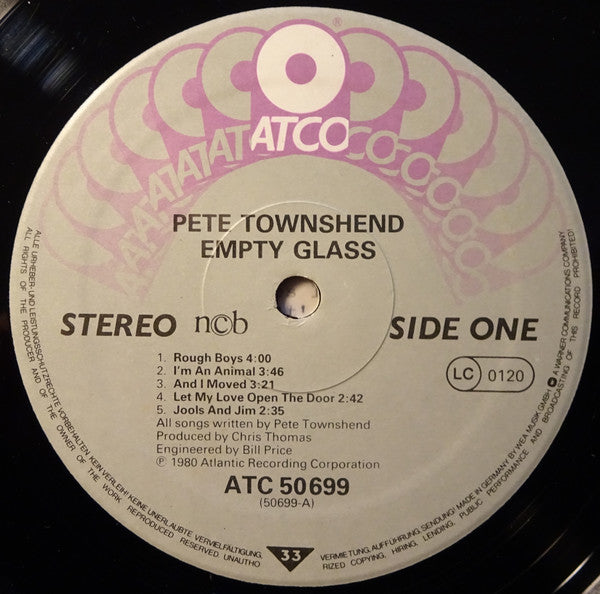 ®
ATCO
PETE TOWNSHEND
EMPTY GLASS
STEREO n©b SIDE ONE
LC 0120
1. Rough Boys 4:00
2. I'm An Animal 3:46
3. And I Moved 3:21
4. Let My Love Open The Door 2:42
5. Jools And Jim 2:35
All songs written by Pete Townshend
Produced by Chris Thomas
Engineered by Bill Price
℗ 1980 Atlantic Recording Corporation
ATC 50 699
(50699-A)
33
ALLE URHEBER- UND LEISTUNGSSCHUTZRECHTE VORBEHALTEN. KEIN VERLEIH! KEINE UNERLAUBTE VERVIELFÄLTIGUNG, VERMIETUNG, AUFFÜHRUNG, SENDUNG! MADE IN GERMANY BY WEA MUSIK GMBH A WARNER COMMUNICATIONS COMPANY
ALL RIGHTS OF THE PRODUCER AND OF THE OWNER OF THE WORK REPRODUCED RESERVED. UNAUTHORIZED COPYING, HIRING, LENDING, PUBLIC PERFORMANCE AND BROADCASTING OF THIS RECORD PROHIBITED!